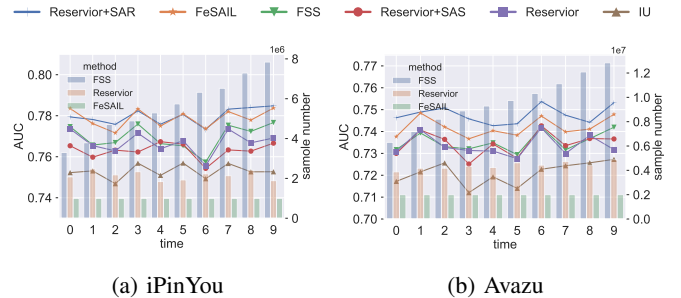 Reservior+SAR FeSAIL FSS Reservior+SAS Reservior IU
1e6
0.80
0.78
0.76
0.74
AUC
method
FSS
Reservior
FeSAIL
8
6
4
2
0
sample number
0 1 2 3 4 5 6 7 8 9
time
(a) iPinYou
1e7
0.77
0.76
0.75
0.74
0.73
0.72
0.71
0.70
AUC
method
FSS
Reservior
FeSAIL
1.2
1.0
0.8
0.6
0.4
0.2
0.0
sample number
0 1 2 3 4 5 6 7 8 9
time
(b) Avazu